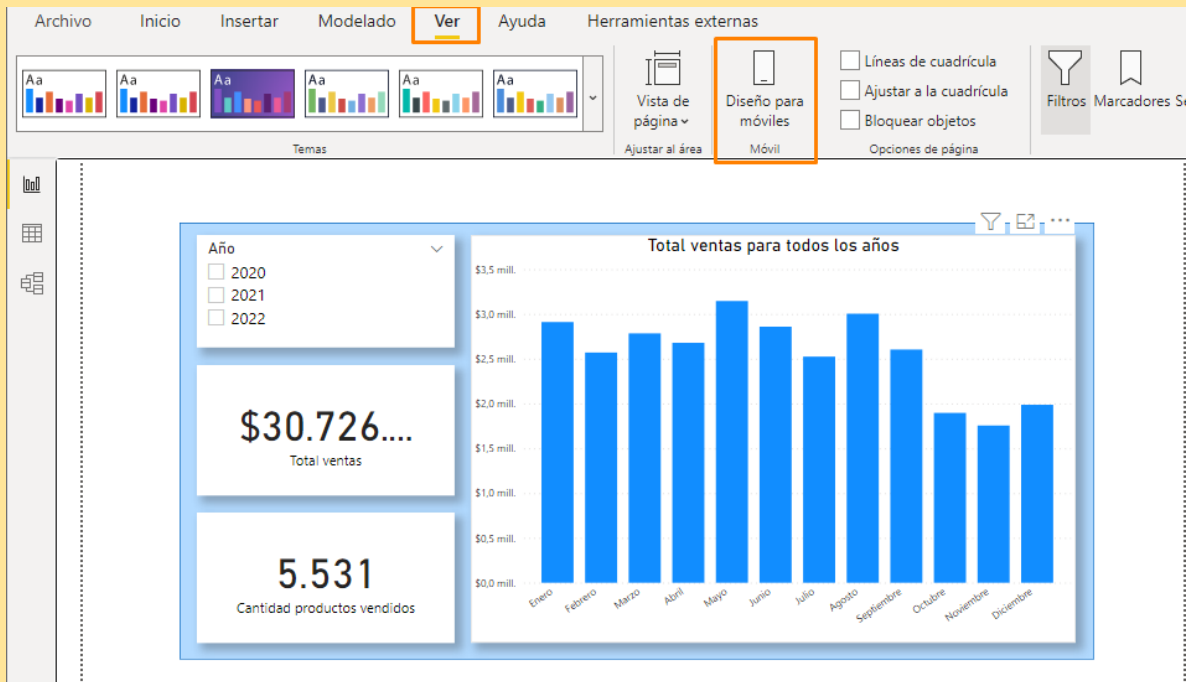 Archivo Inicio Insertar Modelado Ver Ayuda Herramientas externas
Aa Aa Aa Aa Aa Aa
Temas
Vista de
página
Ajustar al área
Diseño para
móviles
Móvil
Líneas de cuadrícula
Ajustar a la cuadrícula
Bloquear objetos
Opciones de página
Filtros Marcadores
Año
2020
2021
2022
$30.726....
Total ventas
5.531
Cantidad productos vendidos
Total ventas para todos los años
$3,5 mill.
$3,0 mill.
$2,5 mill.
$2,0 mill.
$1,5 mill.
$1,0 mill.
$0,5 mill.
$0,0 mill.
Enero Febrero Marzo Abril Mayo Junio Julio Agosto Septiembre Octubre Noviembre Diciembre